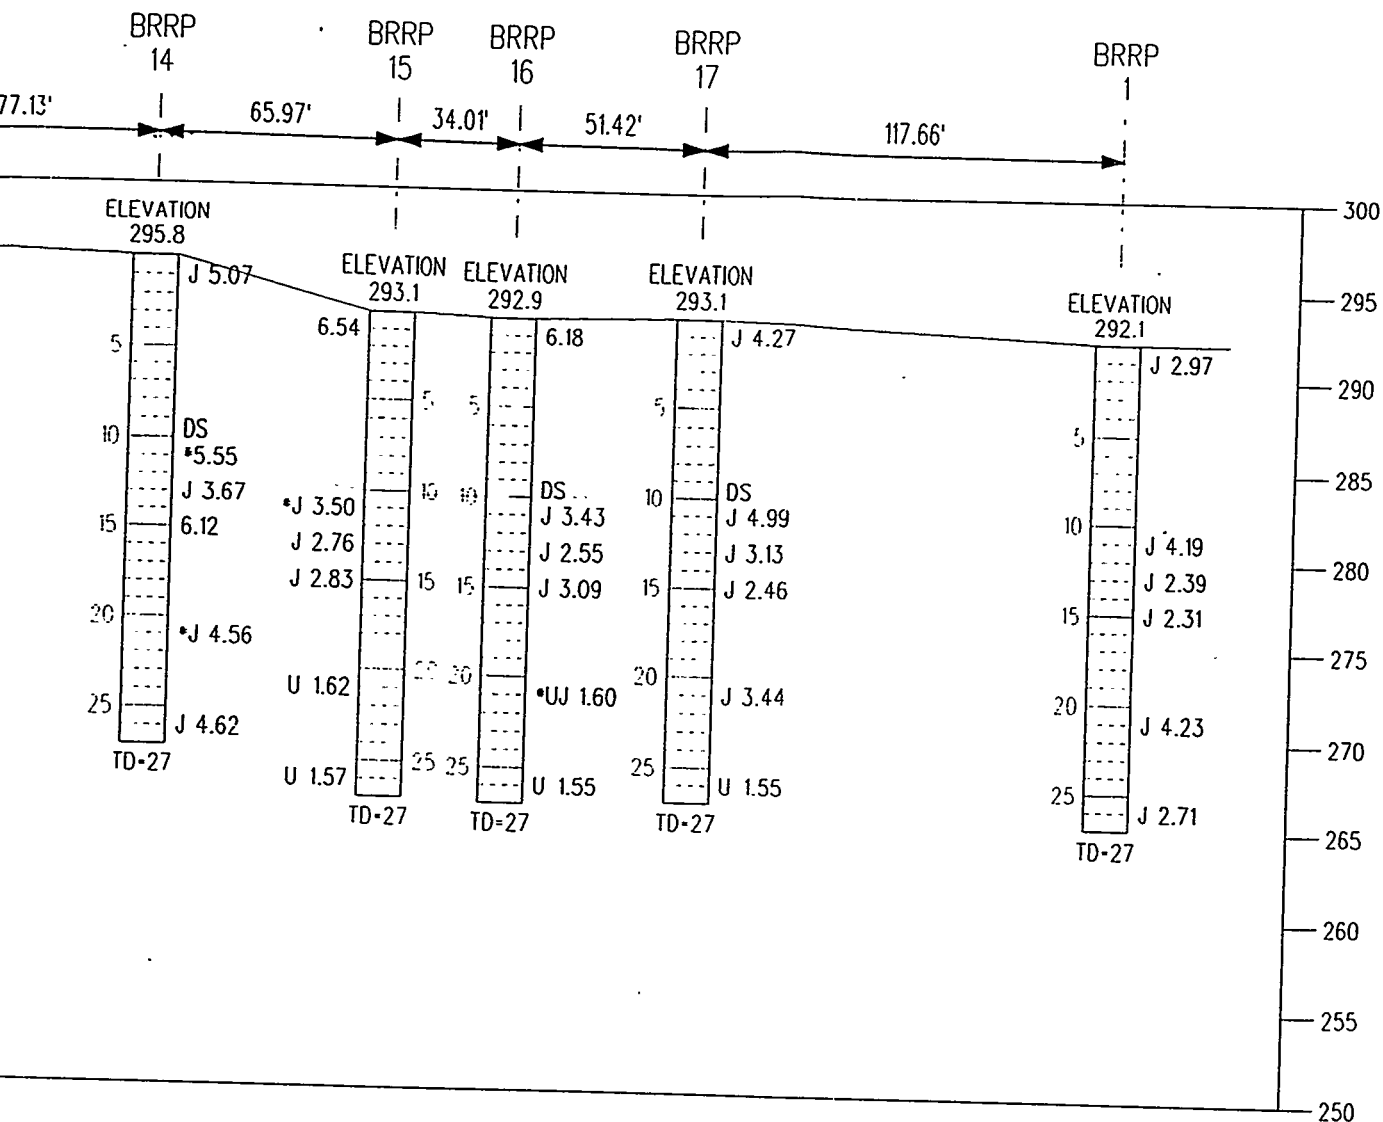 BRRP
14
BRRP
15
BRRP
16
BRRP
17
BRRP
1
77.13'
65.97'
34.01'
51.42'
117.66'
ELEVATION
295.8
J 5.07
5
10
DS
*5.55
J 3.67
15
6.12
20
*J 4.56
25
J 4.62
TD=27
ELEVATION
293.1
6.54
5
10
*J 3.50
J 2.76
J 2.83
15
20
U 1.62
25
U 1.57
TD=27
ELEVATION
292.9
6.18
5
10
DS
J 3.43
J 2.55
15
J 3.09
20
*UJ 1.60
25
U 1.55
TD=27
ELEVATION
293.1
J 4.27
5
10
DS
J 4.99
J 3.13
15
J 2.46
20
J 3.44
25
U 1.55
TD=27
ELEVATION
292.1
J 2.97
5
10
J 4.19
J 2.39
15
J 2.31
20
J 4.23
25
J 2.71
TD=27
300
295
290
285
280
275
270
265
260
255
250